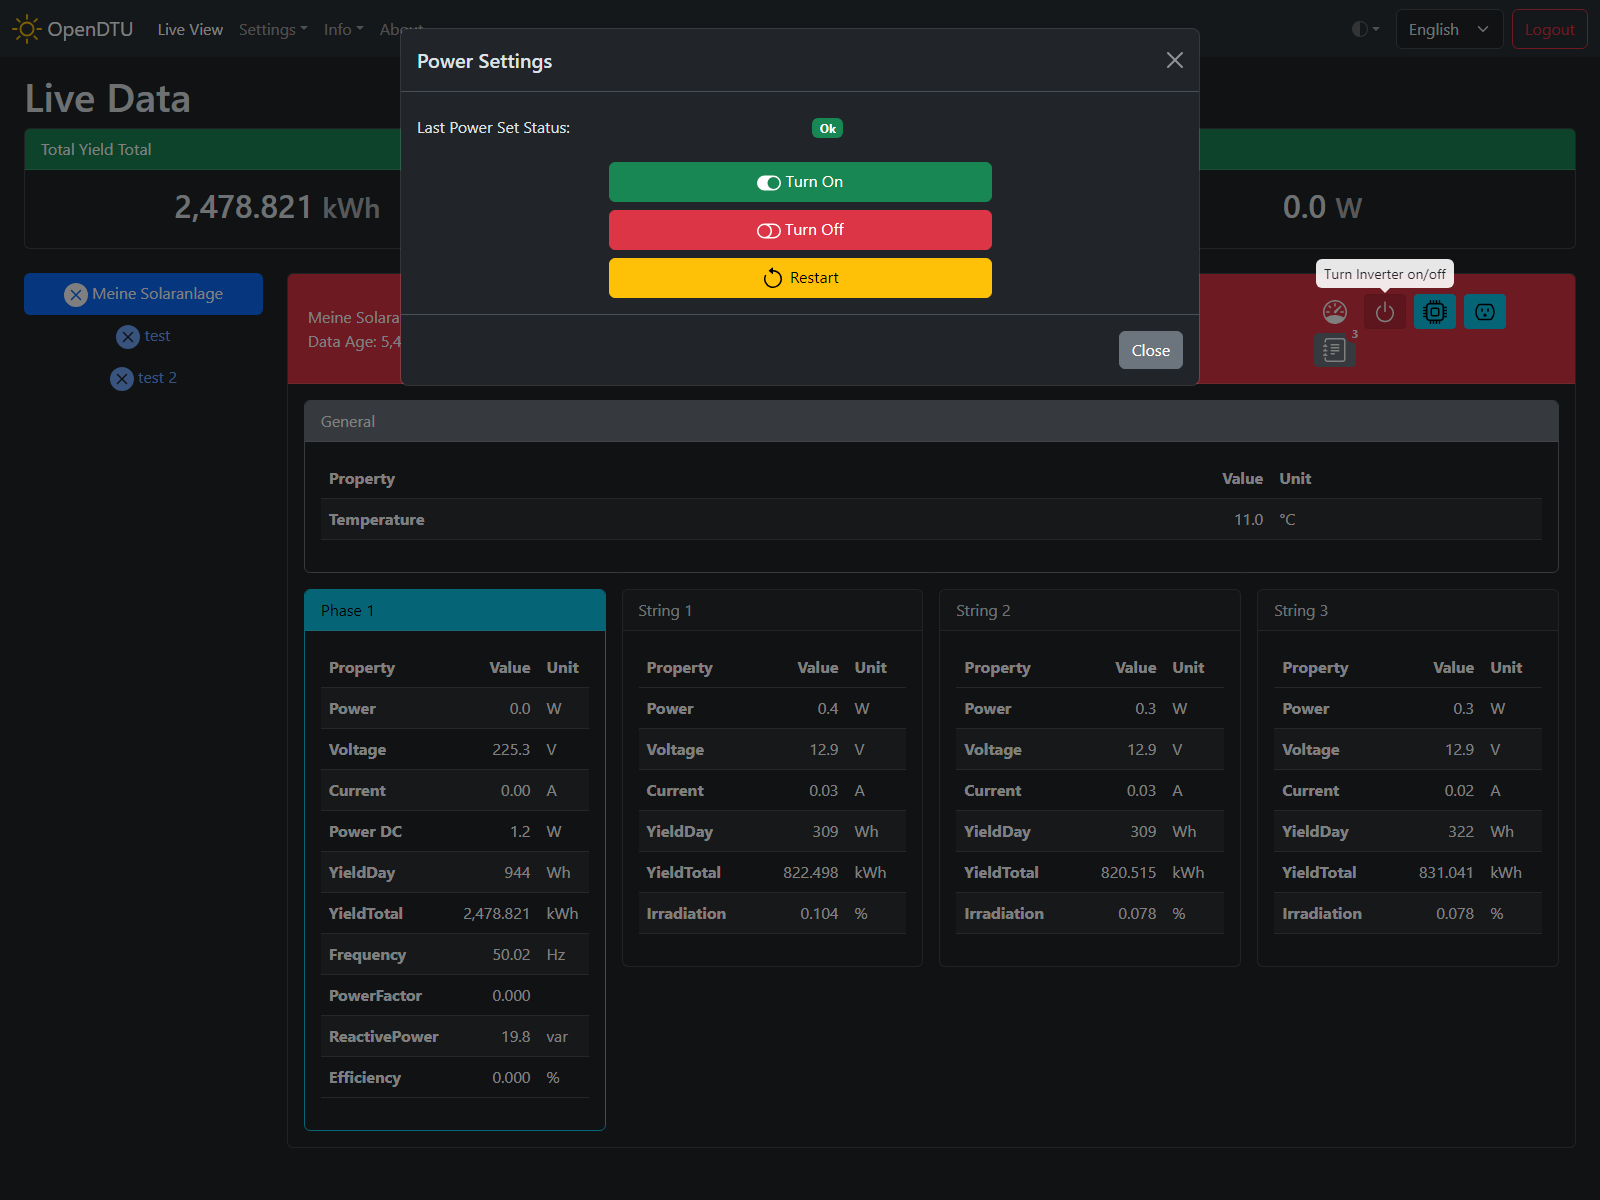 OpenDTU
Live View
Settings
Info
About
English
Logout
Power Settings
Last Power Set Status:
Ok
Turn On
Turn Off
Restart
Close
Live Data
Total Yield Total
2,478.821 kWh
0.0 W
Meine Solaranlage
test
test 2
Meine Solara
Data Age: 5,4
Turn Inverter on/off
3
General
Property Value Unit
Temperature 11.0 °C
Phase 1
Property Value Unit
Power 0.0 W
Voltage 225.3 V
Current 0.00 A
Power DC 1.2 W
YieldDay 944 Wh
YieldTotal 2,478.821 kWh
Frequency 50.02 Hz
PowerFactor 0.000
ReactivePower 19.8 var
Efficiency 0.000 %
String 1
Property Value Unit
Power 0.4 W
Voltage 12.9 V
Current 0.03 A
YieldDay 309 Wh
YieldTotal 822.498 kWh
Irradiation 0.104 %
String 2
Property Value Unit
Power 0.3 W
Voltage 12.9 V
Current 0.03 A
YieldDay 309 Wh
YieldTotal 820.515 kWh
Irradiation 0.078 %
String 3
Property Value Unit
Power 0.3 W
Voltage 12.9 V
Current 0.02 A
YieldDay 322 Wh
YieldTotal 831.041 kWh
Irradiation 0.078 %